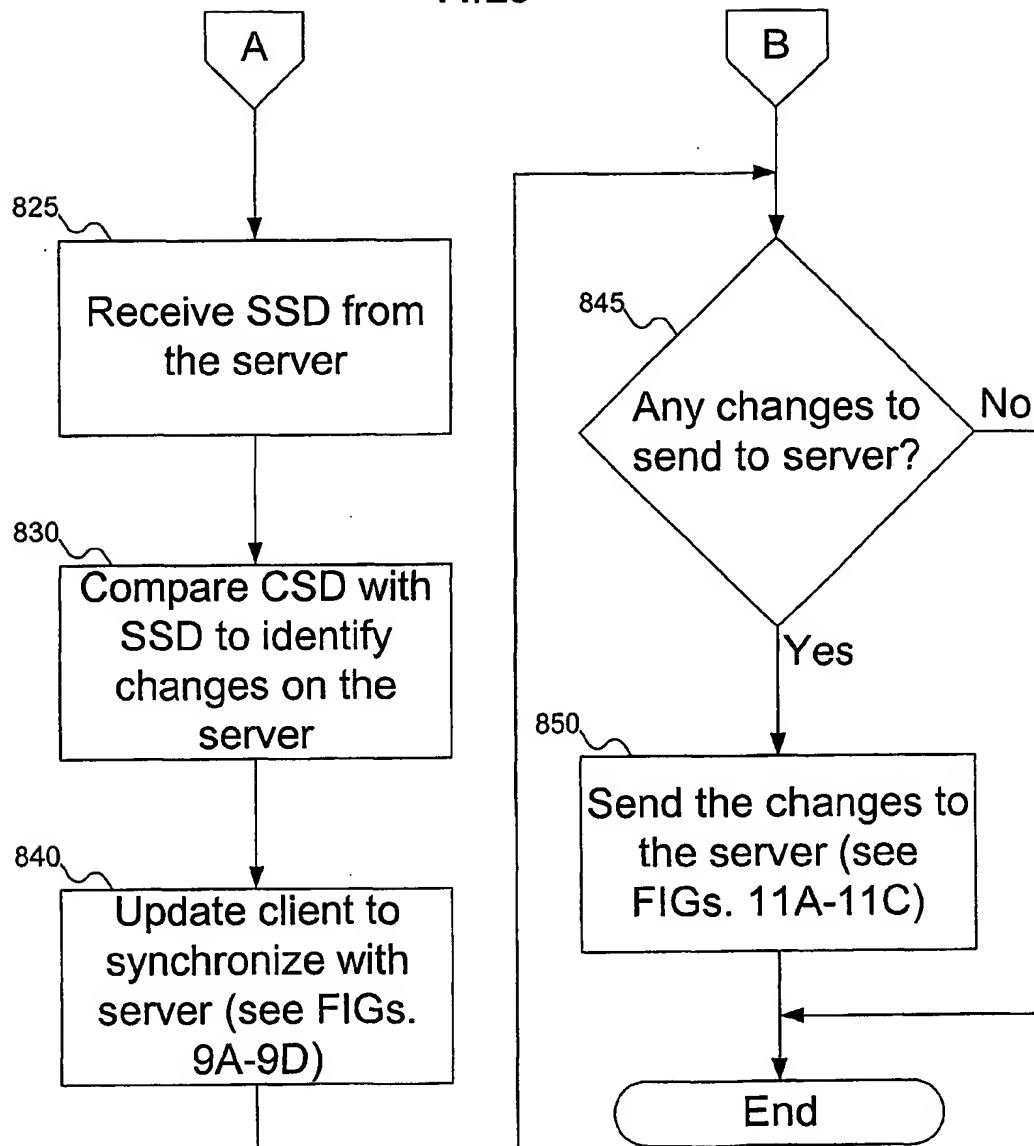 A
825
Receive SSD from
the server
830
Compare CSD with
SSD to identify
changes on the
server
840
Update client to
synchronize with
server (see FIGs.
9A-9D)
B
845
Any changes to
send to server?
No
Yes
850
Send the changes to
the server (see
FIGs. 11A-11C)
End